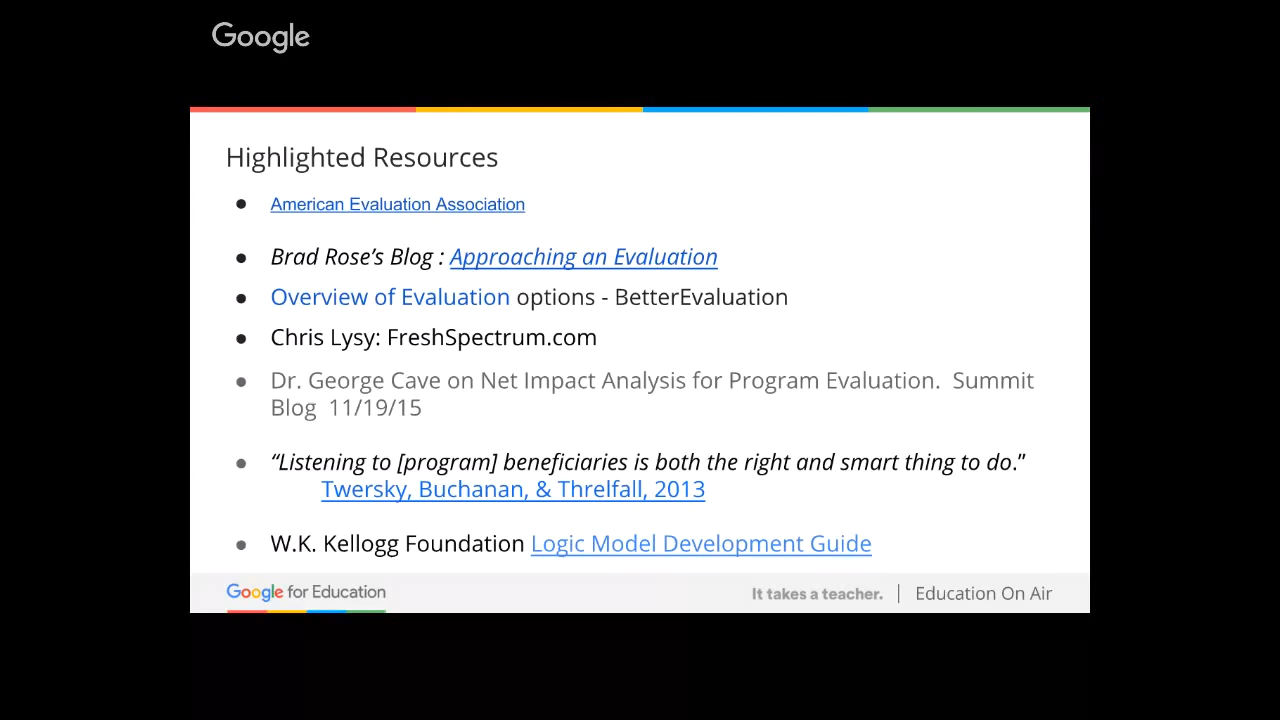 Google
Highlighted Resources
● American Evaluation Association
● Brad Rose's Blog : Approaching an Evaluation
● Overview of Evaluation options - BetterEvaluation
● Chris Lysy: FreshSpectrum.com
● Dr. George Cave on Net Impact Analysis for Program Evaluation.  Summit
Blog  11/19/15
● “Listening to [program] beneficiaries is both the right and smart thing to do.”
Twersky, Buchanan, & Threlfall, 2013
● W.K. Kellogg Foundation Logic Model Development Guide
Google for Education
It takes a teacher. | Education On Air